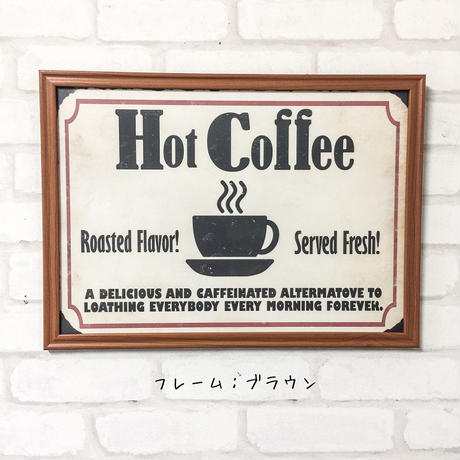 Hot Coffee
Roasted Flavor! Served Fresh!
A DELICIOUS AND CAFFEINATED ALTERMATOVE TO
LOATHING EVERYBODY EVERY MORNING FOREVER.
フレーム;ブラウン